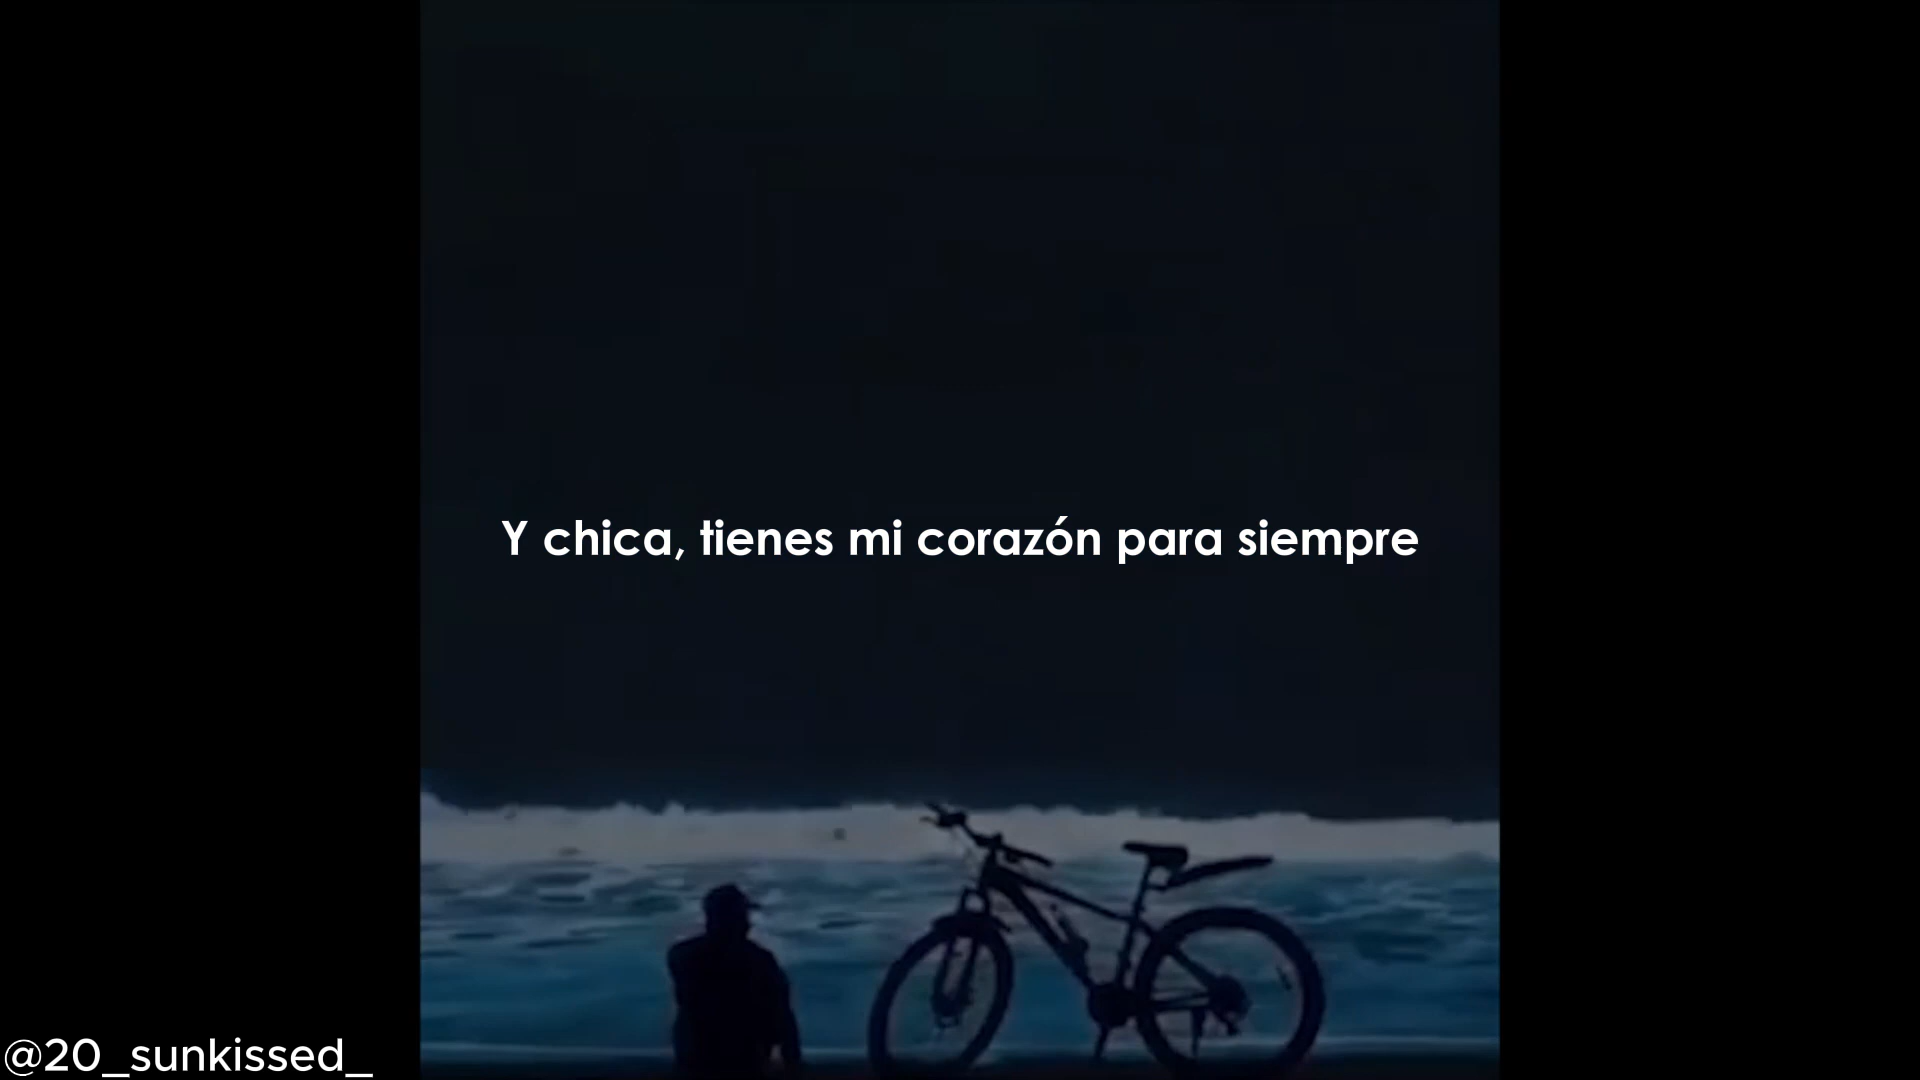 Y chica, tienes mi corazón para siempre
@20_sunkissed_